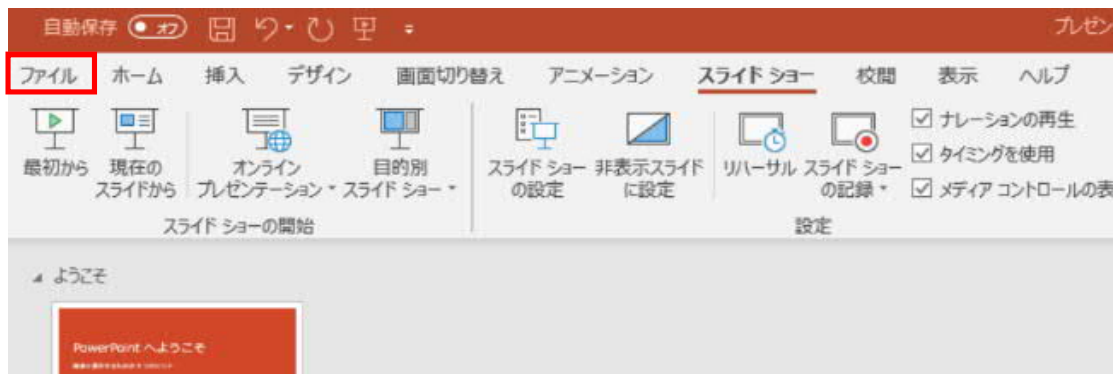 自動保存 オフ プレゼン
ファイル ホーム 挿入 デザイン 画面切り替え アニメーション スライド ショー 校閲 表示 ヘルプ
最初から 現在の オンライン 目的別 スライド ショー 非表示スライド リハーサル スライド ショー ナレーションの再生
スライドから プレゼンテーション スライド ショー の設定 に設定 の記録 タイミングを使用
メディア コントロールの表
スライド ショーの開始 設定
ようこそ
PowerPoint へようこそ